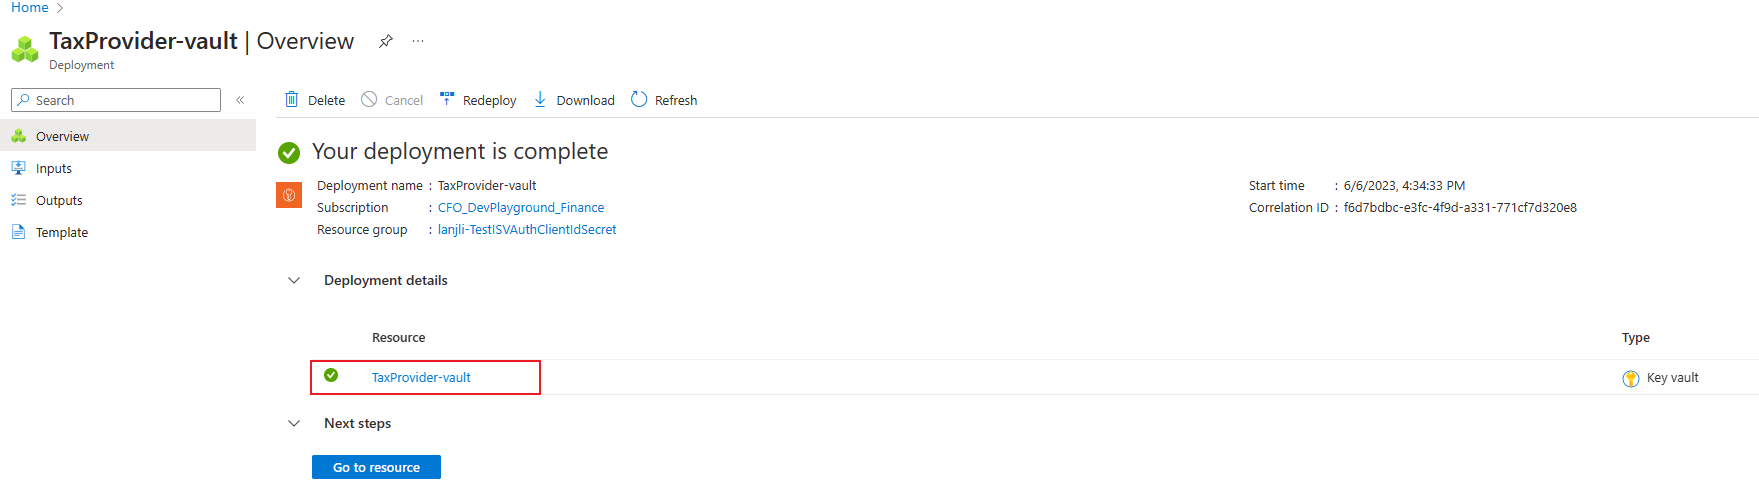 Home
TaxProvider-vault | Overview
Deployment
Search
Delete Cancel Redeploy Download Refresh
Overview
Inputs
Outputs
Template
Your deployment is complete
Deployment name : TaxProvider-vault
Subscription : CFO_DevPlayground_Finance
Resource group : lanjli-TestISVAuthClientIdSecret
Start time : 6/6/2023, 4:34:33 PM
Correlation ID : f6d7bdbc-e3fc-4f9d-a331-771cf7d320e8
Deployment details
Resource Type
TaxProvider-vault Key vault
Next steps
Go to resource